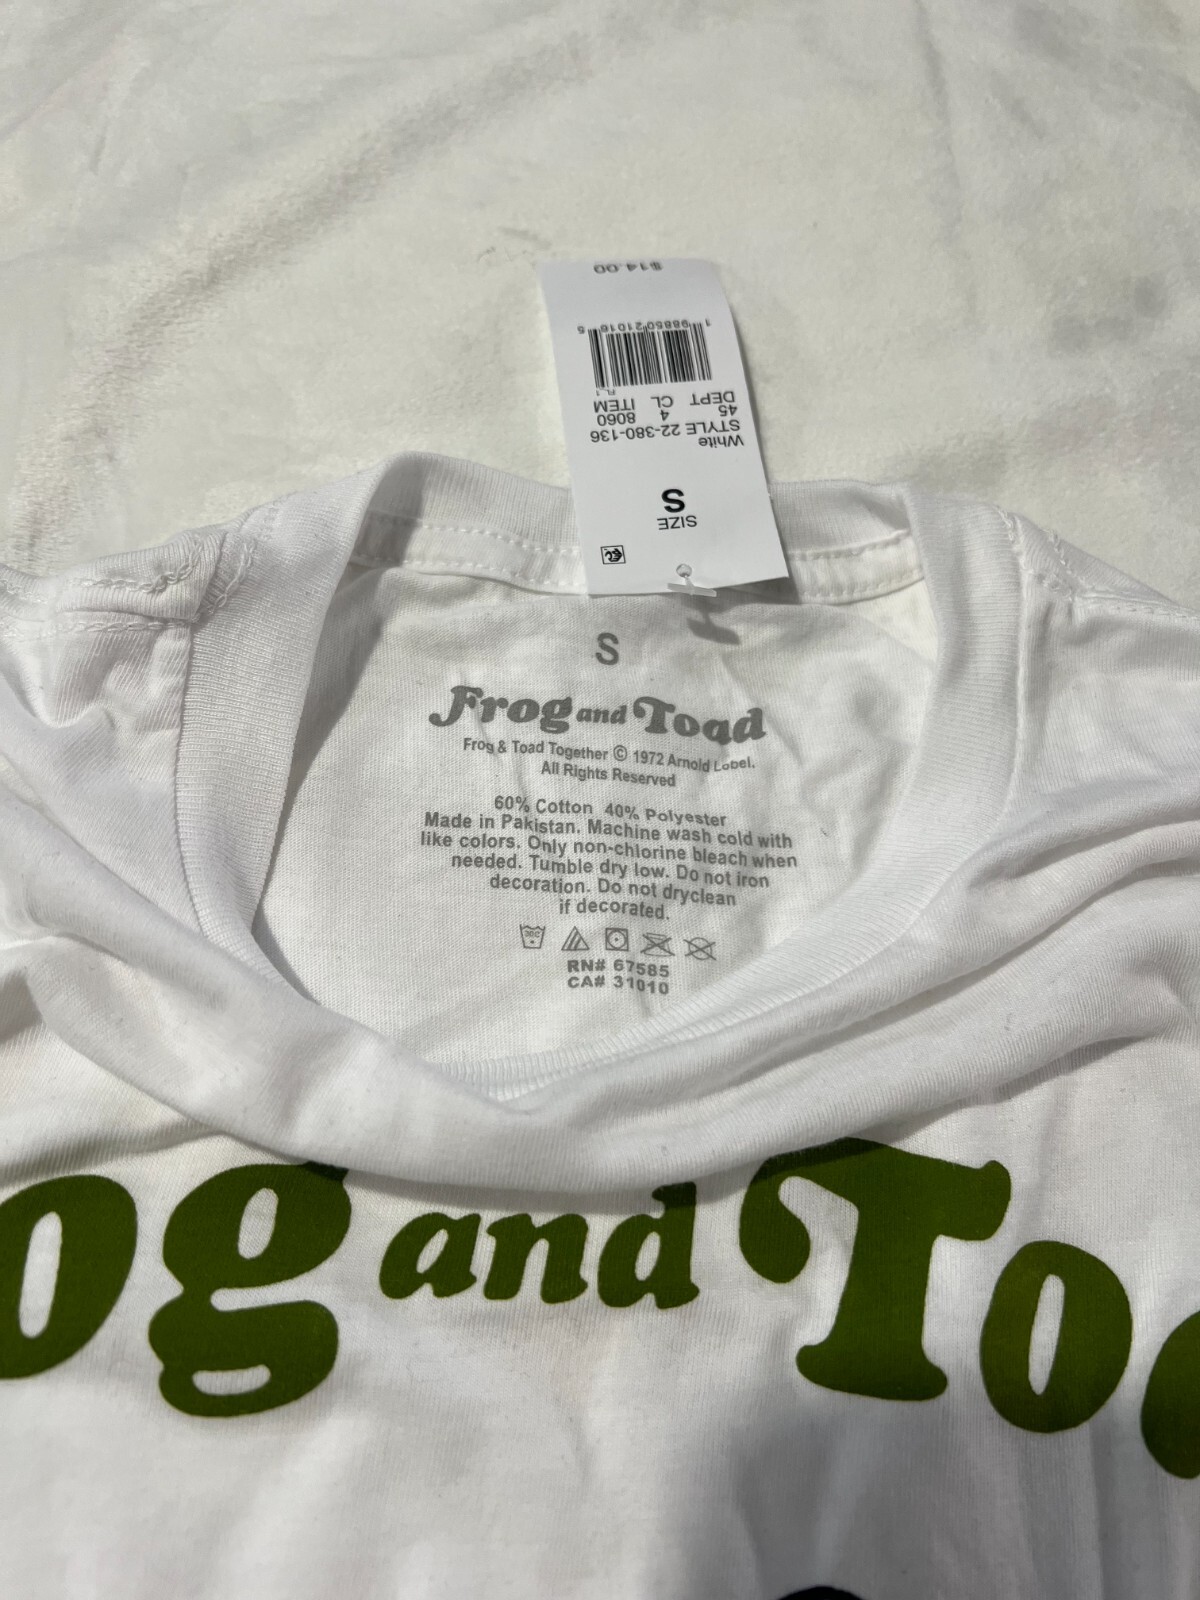 SIZE
S
White
STYLE 22-380-136
45 4 8060
DEPT CL ITEM
FL_1
1 98850 21016 5
$14.00
S
Frog and Toad
Frog & Toad Together © 1972 Arnold Lobel.
All Rights Reserved
60% Cotton 40% Polyester
Made in Pakistan. Machine wash cold with
like colors. Only non-chlorine bleach when
needed. Tumble dry low. Do not iron
decoration. Do not dryclean
if decorated.
RN# 67585
CA# 31010
og and Too